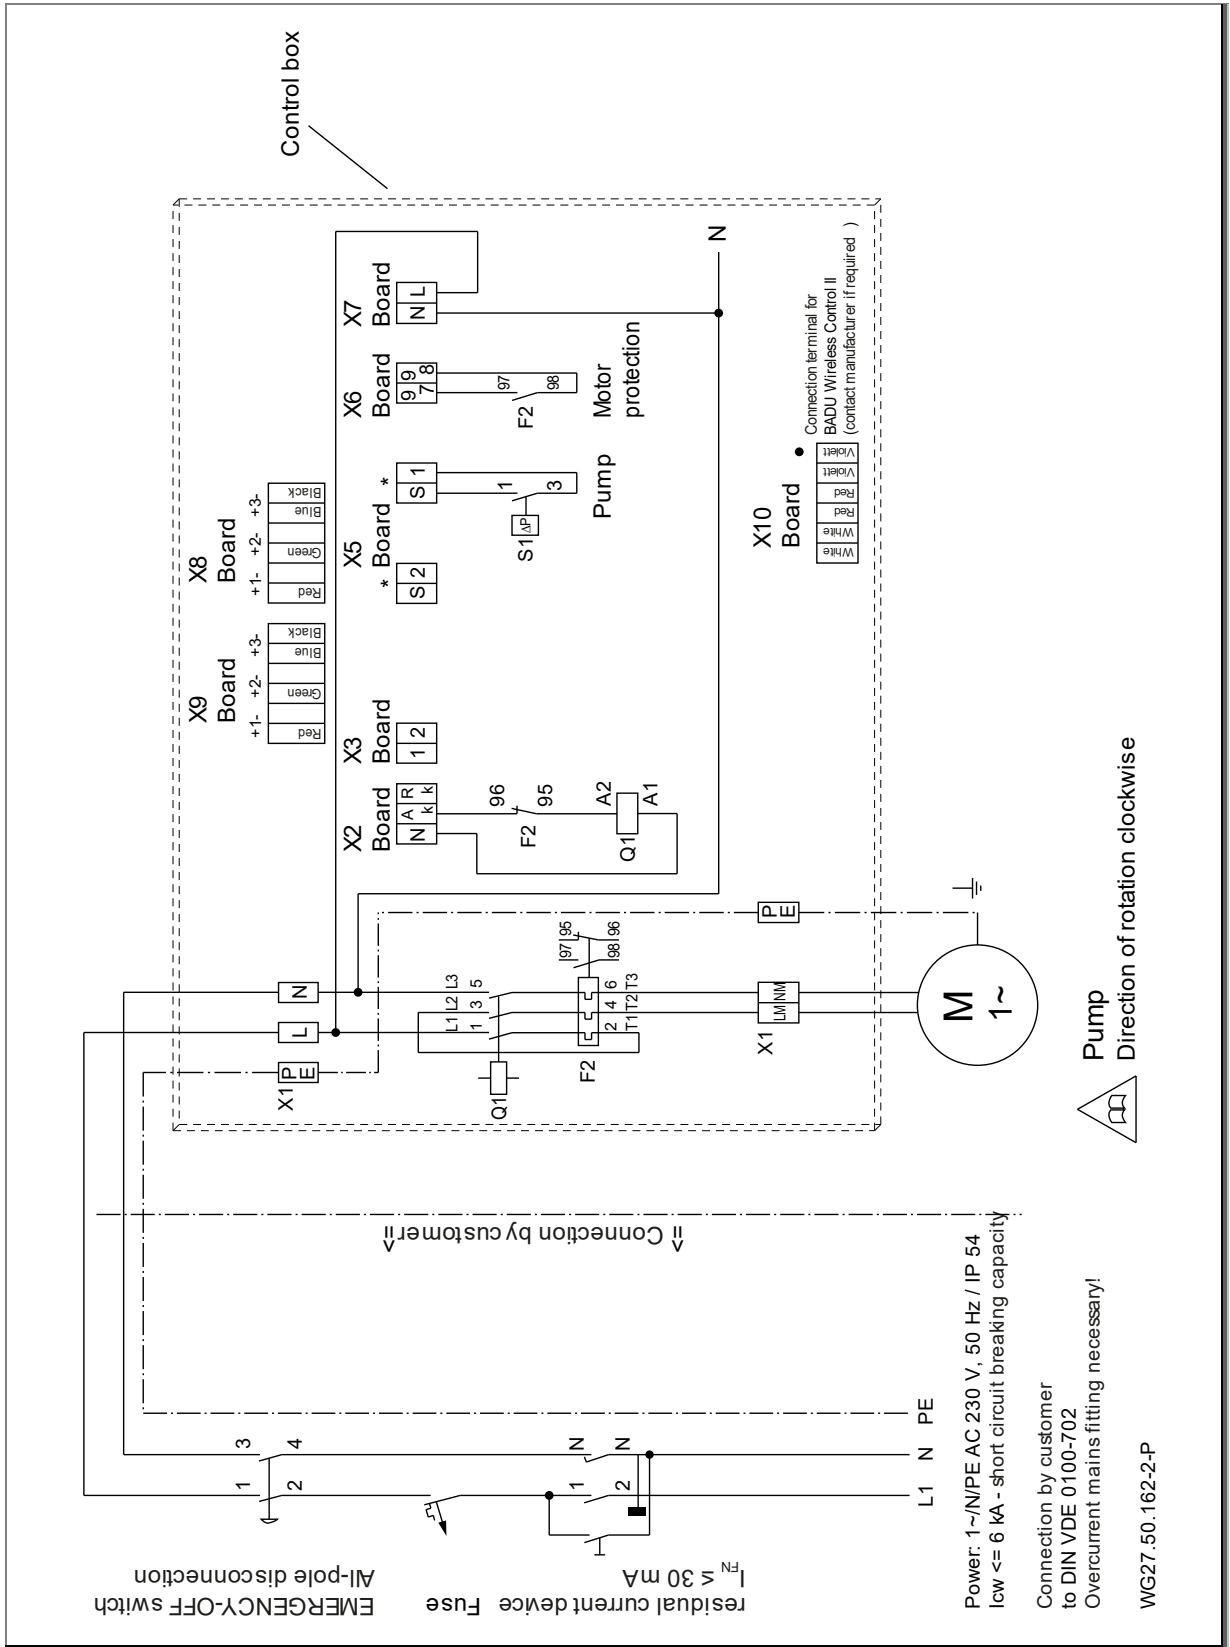 Control box
X9
Board
+1- +2- +3-
Red
Green
Blue
Black
X8
Board
+1- +2- +3-
Red
Green
Blue
Black
X2
Board
N
A
k
R
k
96
F2
95
A2
Q1
A1
X3
Board
1 2
X5
Board
*
S 2
*
S 1
1
S1
ΔP
3
Pump
X6
Board
9
7
9
8
97
F2
98
Motor
protection
X7
Board
N L
N
X10
Board
White
White
Red
Red
Violett
Violett
Connection terminal for
BADU Wireless Control II
(contact manufacturer if required )
X1
PE
L
N
L1 L2 L3
1 3 5
Q1
F2
97 95
98 96
2 4 6
T1 T2 T3
X1
LM NM
PE
M
1~
Pump
Direction of rotation clockwise
<= Connection by customer =>
EMERGENCY-OFF switch
All-pole disconnection
1 3
2 4
Fuse
residual current device
I FN ≤ 30 mA
1 N
2 N
L1 N PE
Power: 1~/N/PE AC 230 V, 50 Hz / IP 54
Icw <= 6 kA - short circuit breaking capacity
Connection by customer
to DIN VDE 0100-702
Overcurrent mains fitting necessary!
WG27.50.162-2-P